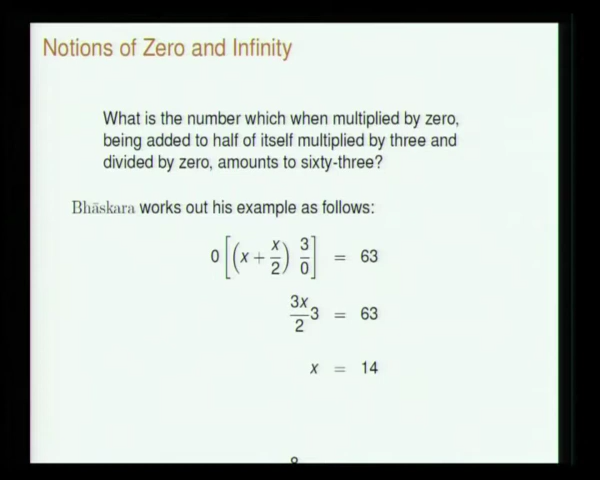 Notions of Zero and Infinity
What is the number which when multiplied by zero,
being added to half of itself multiplied by three and
divided by zero, amounts to sixty-three?
Bhāskara works out his example as follows:
0 [(x + x/2) 3/0] = 63
3x/2 3 = 63
x = 14